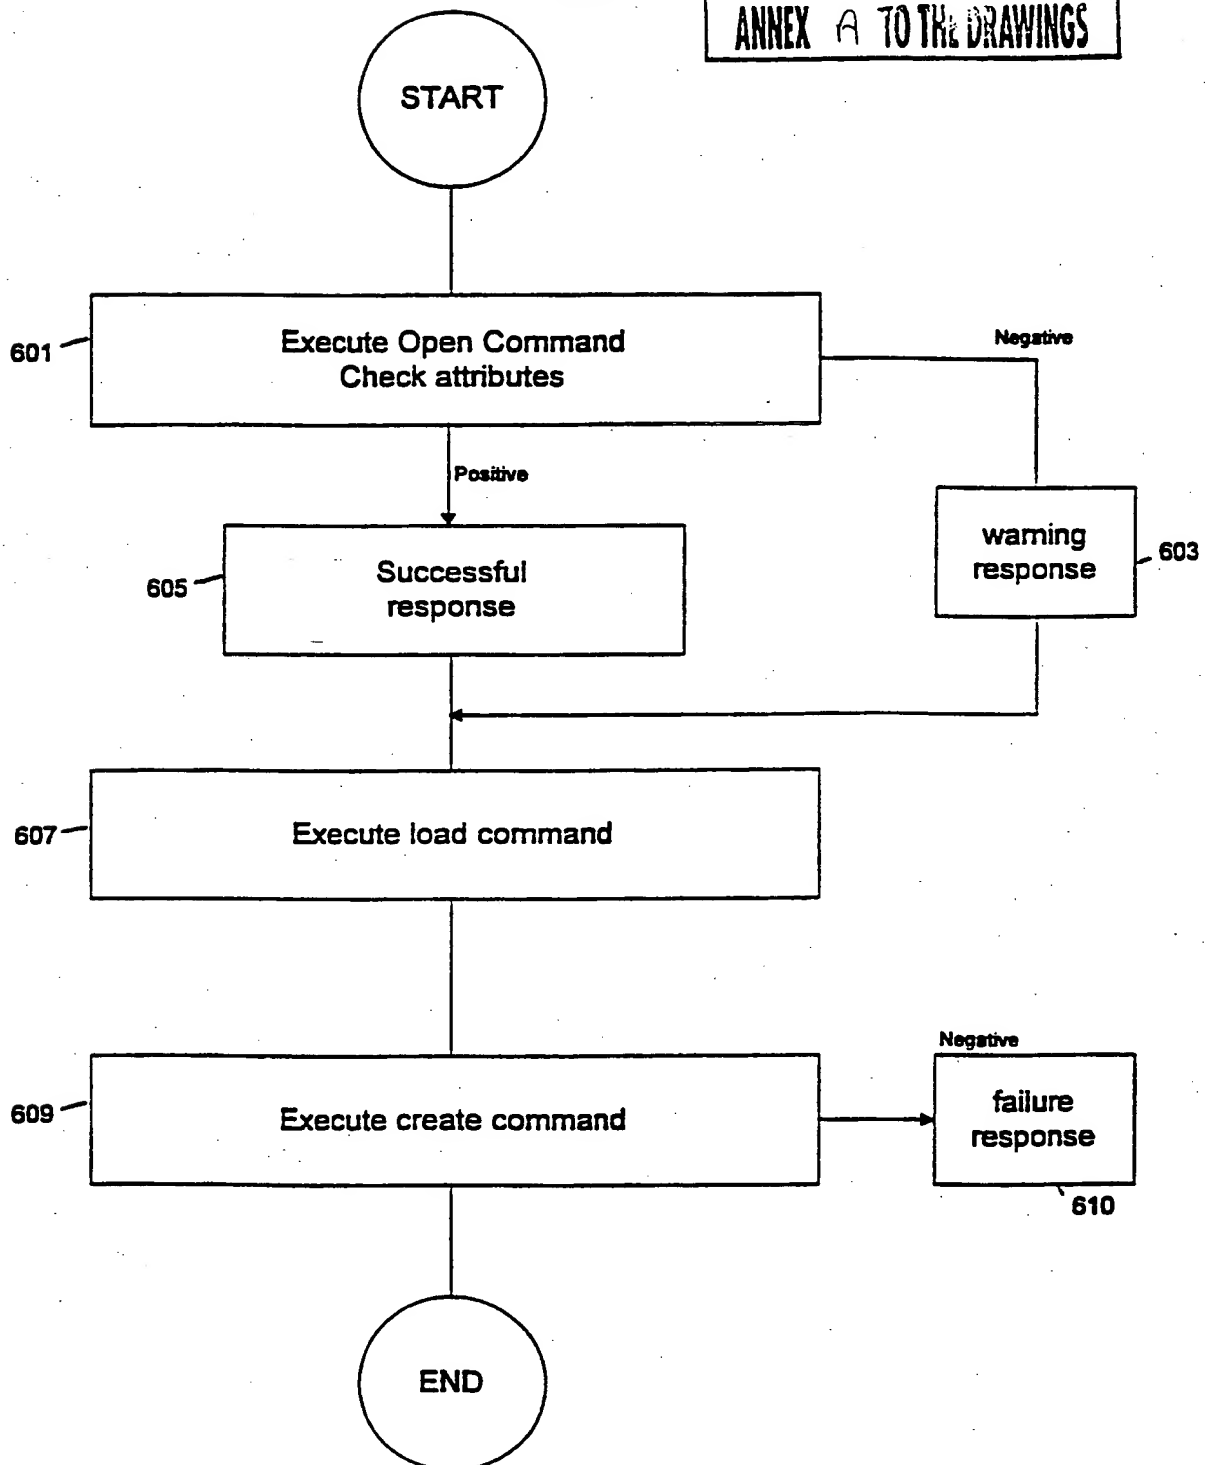 ANNEX A TO THE DRAWINGS
START
601
Execute Open Command
Check attributes
Negative
Positive
605
Successful
response
warning
response
603
607
Execute load command
609
Execute create command
Negative
failure
response
610
END